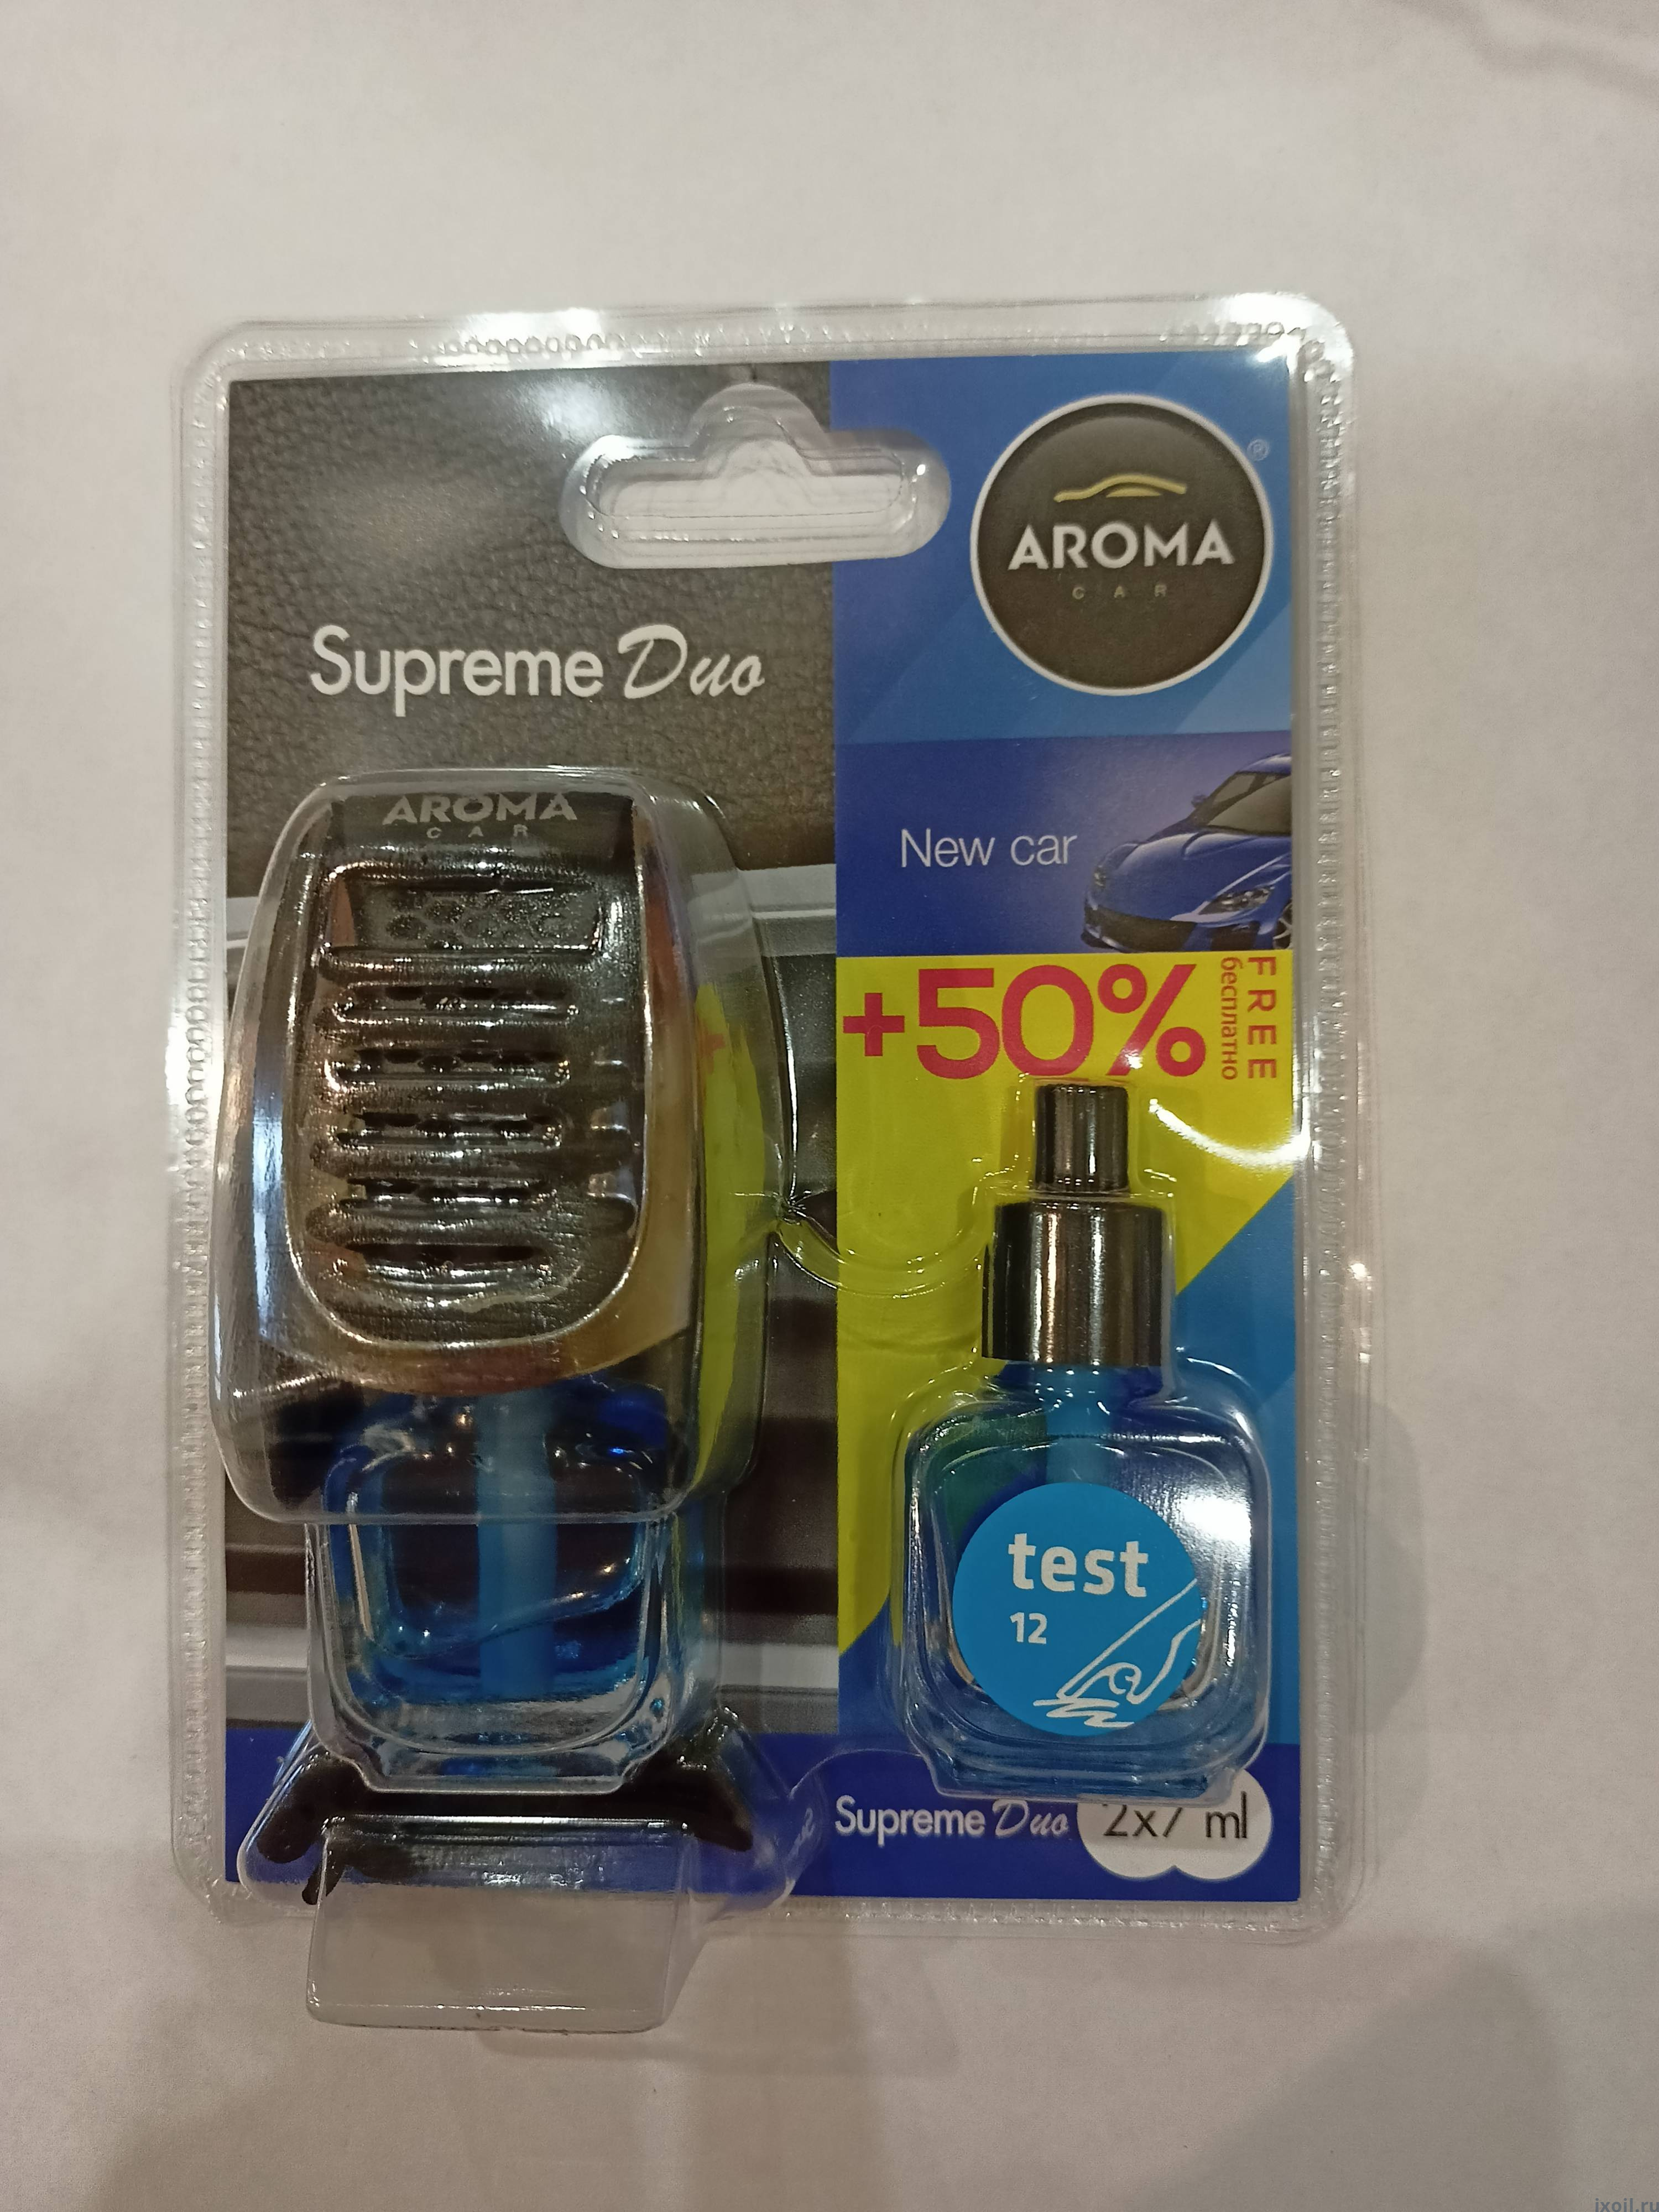 AROMA
CAR
®
Supreme Duo
AROMA
CAR
New car
+50%
FREE
бесплатно
test
12
Supreme Duo 2x7 ml
ixoil.ru